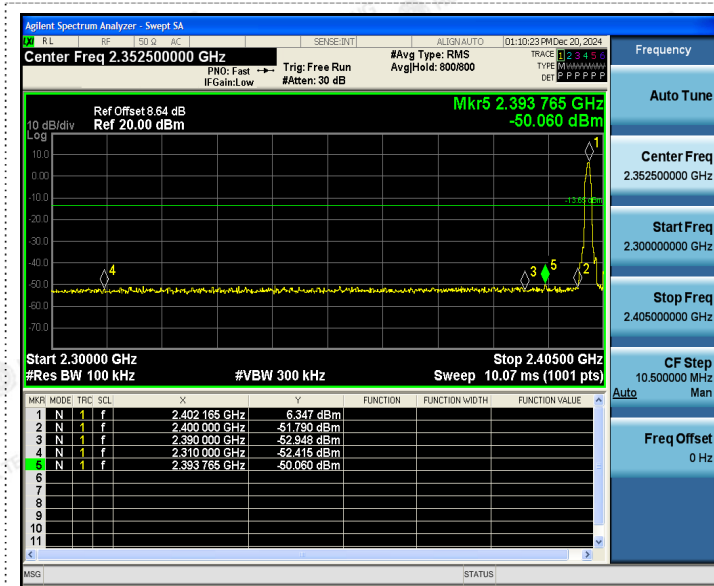 Agilent Spectrum Analyzer - Swept SA
RL RF 50 Ω AC SENSE:INT ALIGNAUTO 01:10:23 PM Dec 20, 2024
Center Freq 2.352500000 GHz
PNO: Fast
IFGain:Low
Trig: Free Run
#Atten: 30 dB
#Avg Type: RMS
Avg|Hold: 800/800
TRACE 1 2 3 4 5 6
TYPE M W W W W W
DET P P P P P P
Mkr5 2.393 765 GHz
-50.060 dBm
Ref Offset 8.64 dB
10 dB/div Ref 20.00 dBm
Log
1
10.0
0.00
-10.0
-13.65 dBm
-20.0
-30.0
-40.0
4 3 5 2
-50.0
-60.0
-70.0
Start 2.30000 GHz Stop 2.40500 GHz
#Res BW 100 kHz #VBW 300 kHz Sweep 10.07 ms (1001 pts)
MKR MODE TRC SCL X Y FUNCTION FUNCTION WIDTH FUNCTION VALUE
1 N 1 f 2.402 165 GHz 6.347 dBm
2 N 1 f 2.400 000 GHz -51.790 dBm
3 N 1 f 2.390 000 GHz -52.948 dBm
4 N 1 f 2.310 000 GHz -52.415 dBm
5 N 1 f 2.393 765 GHz -50.060 dBm
6
7
8
9
10
11
MSG STATUS
Frequency
Auto Tune
Center Freq
2.352500000 GHz
Start Freq
2.300000000 GHz
Stop Freq
2.405000000 GHz
CF Step
10.500000 MHz
Auto Man
Freq Offset
0 Hz